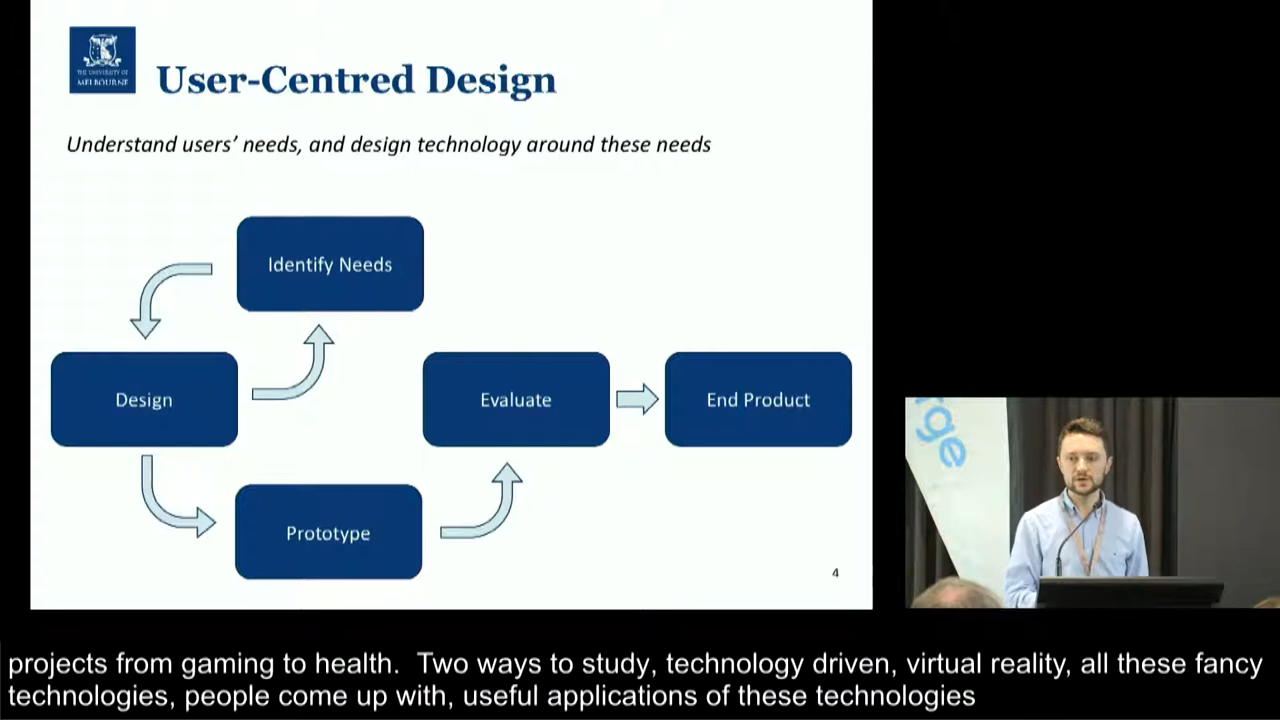 THE UNIVERSITY OF
MELBOURNE
User-Centred Design
Understand users’ needs, and design technology around these needs
Identify Needs
Design
Evaluate
End Product
Prototype
4
rge
projects from gaming to health.  Two ways to study, technology driven, virtual reality, all these fancy
technologies, people come up with, useful applications of these technologies